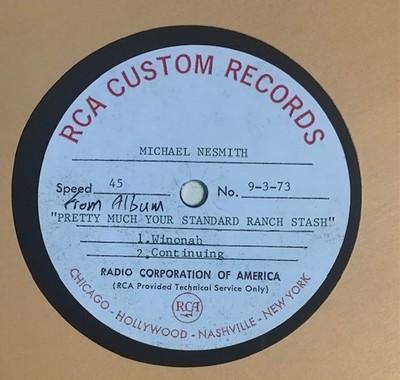 RCA CUSTOM RECORDS
MICHAEL NESMITH
Speed 45 No. 9-3-73
From Album
"PRETTY MUCH YOUR STANDARD RANCH STASH"
1. Winonah
2. Continuing
RADIO CORPORATION OF AMERICA
(RCA Provided Technical Service Only)
RCA
CHICAGO - HOLLYWOOD - NASHVILLE - NEW YORK